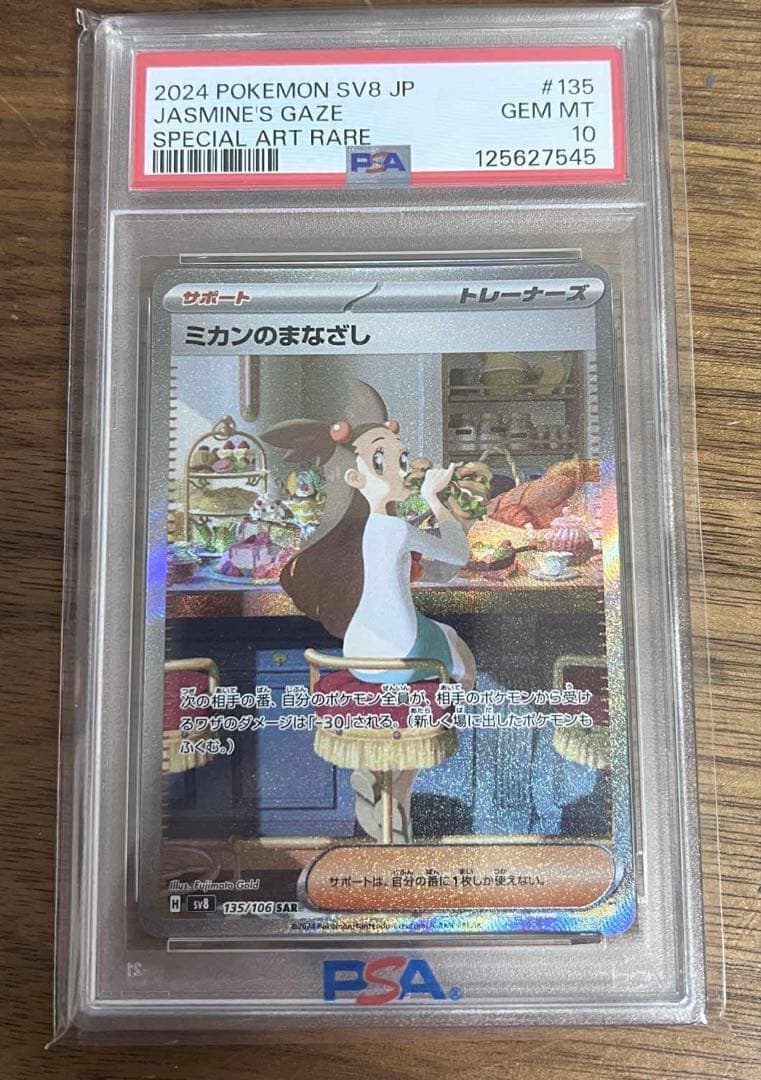 2024 POKEMON SV8 JP #135
JASMINE'S GAZE GEM MT
SPECIAL ART RARE 10
PSA 125627545
サポート トレーナーズ
ミカンのまなざし
次の相手の番、自分のポケモン全員が、相手のポケモンから受け
るワザのダメージは「-30」される。(新しく場に出したポケモンも
ふくむ。)
サポートは、自分の番に1枚しか使えない。
Illus. Fujimoto Gold
H sv8 135/106 SAR
©2024 Pokémon/Nintendo
PSA®